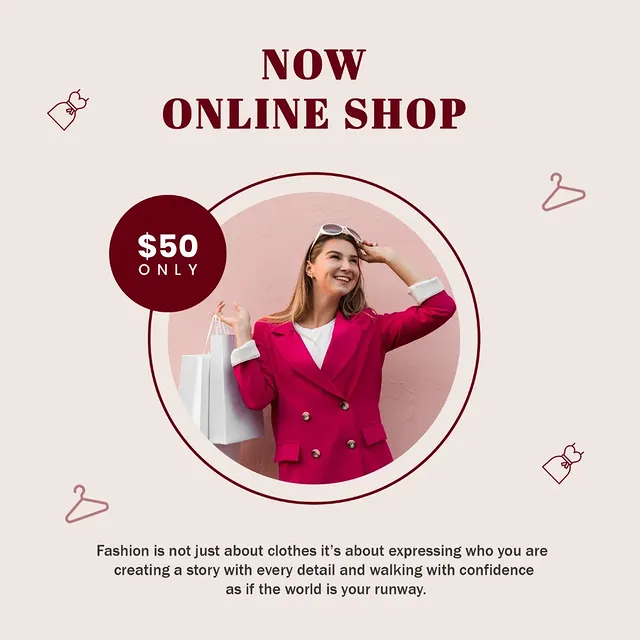 NOW
ONLINE SHOP
$50
ONLY
Fashion is not just about clothes it's about expressing who you are
creating a story with every detail and walking with confidence
as if the world is your runway.